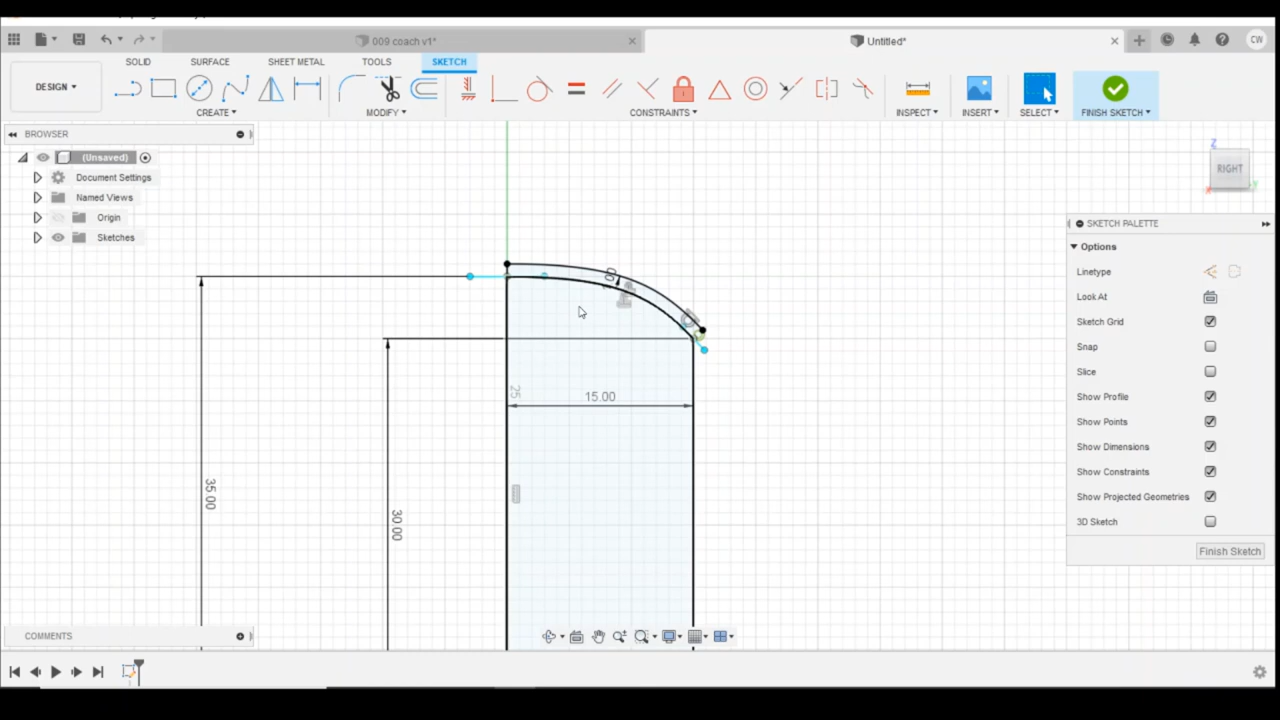 009 coach v1*
Untitled*
CW
DESIGN
SOLID
SURFACE
SHEET METAL
TOOLS
SKETCH
CREATE
MODIFY
CONSTRAINTS
INSPECT
INSERT
SELECT
FINISH SKETCH
BROWSER
(Unsaved)
Document Settings
Named Views
Origin
Sketches
Z
RIGHT
SKETCH PALETTE
Options
Linetype
Look At
Sketch Grid
Snap
Slice
Show Profile
Show Points
Show Dimensions
Show Constraints
Show Projected Geometries
3D Sketch
Finish Sketch
25
15.00
35.00
30.00
COMMENTS